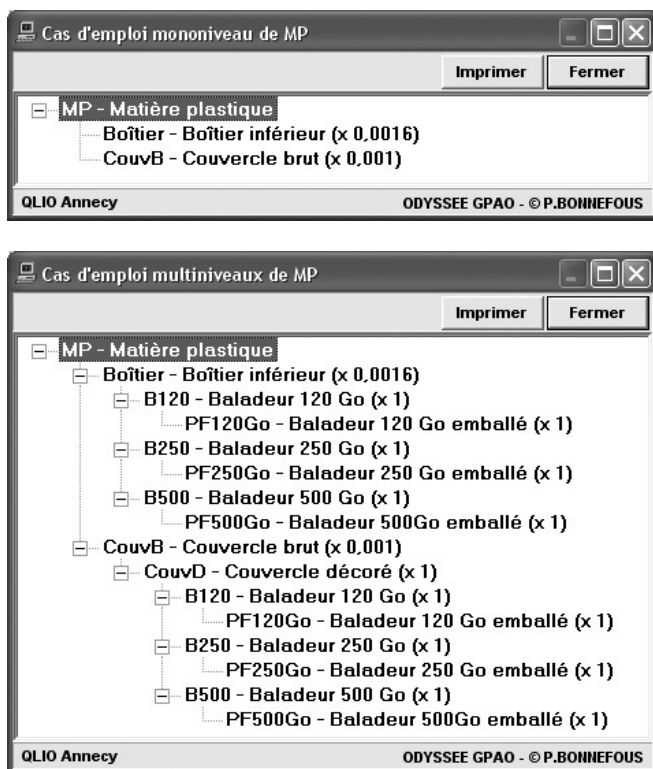 Cas d'emploi mononiveau de MP
Imprimer Fermer
MP - Matière plastique
Boîtier - Boîtier inférieur (x 0,0016)
CouvB - Couvercle brut (x 0,001)
QLIO Annecy ODYSSEE GPAO - © P.BONNEFOUS
Cas d'emploi multiniveaux de MP
Imprimer Fermer
MP - Matière plastique
Boîtier - Boîtier inférieur (x 0,0016)
B120 - Baladeur 120 Go (x 1)
PF120Go - Baladeur 120 Go emballé (x 1)
B250 - Baladeur 250 Go (x 1)
PF250Go - Baladeur 250 Go emballé (x 1)
B500 - Baladeur 500 Go (x 1)
PF500Go - Baladeur 500Go emballé (x 1)
CouvB - Couvercle brut (x 0,001)
CouvD - Couvercle décoré (x 1)
B120 - Baladeur 120 Go (x 1)
PF120Go - Baladeur 120 Go emballé (x 1)
B250 - Baladeur 250 Go (x 1)
PF250Go - Baladeur 250 Go emballé (x 1)
B500 - Baladeur 500 Go (x 1)
PF500Go - Baladeur 500Go emballé (x 1)
QLIO Annecy ODYSSEE GPAO - © P.BONNEFOUS